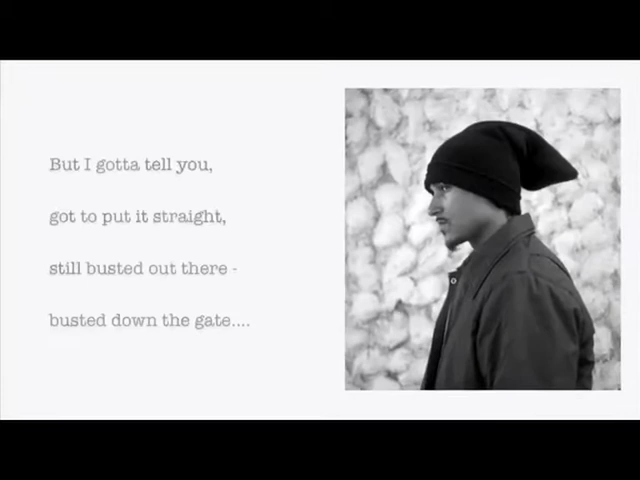 But I gotta tell you,
got to put it straight,
still busted out there -
busted down the gate....